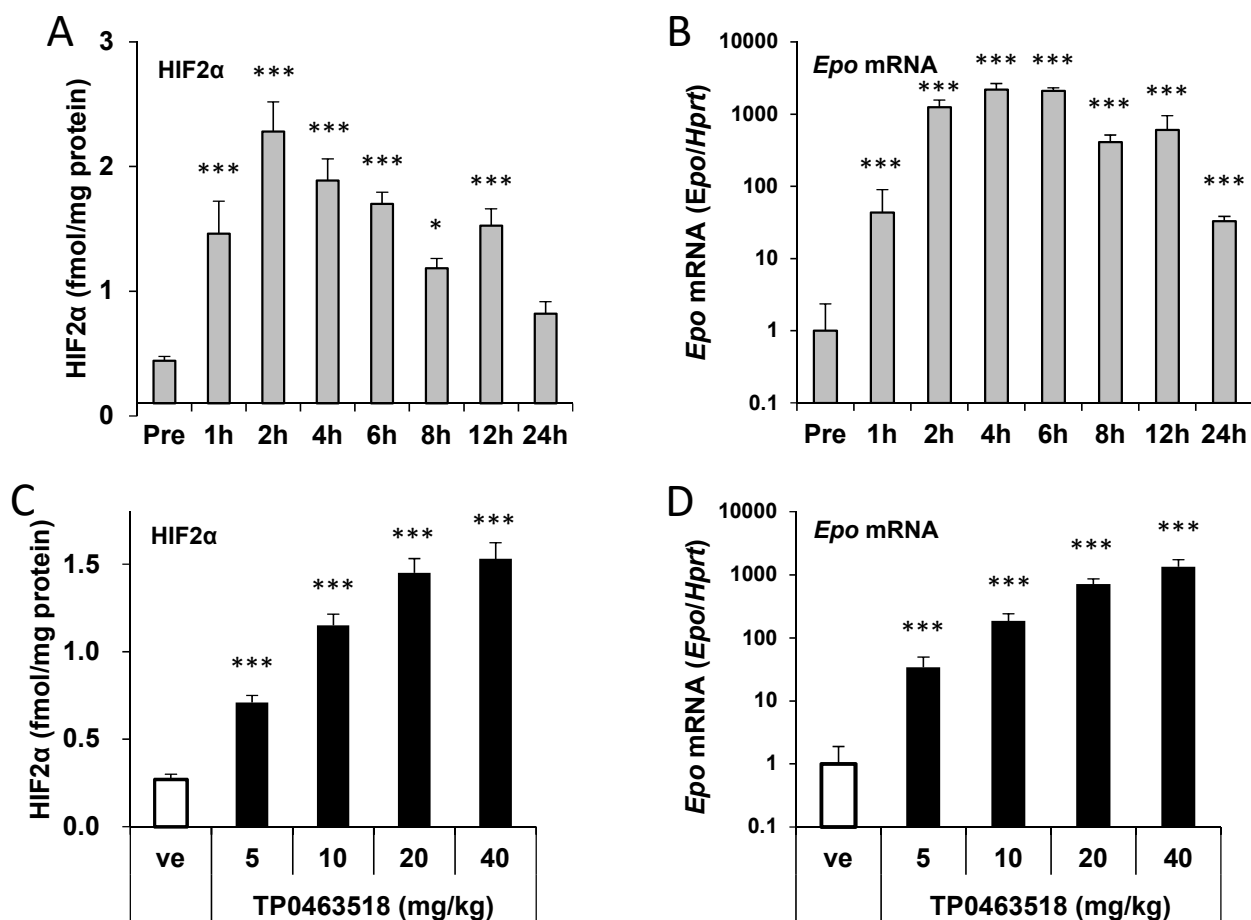 A
HIF2α
HIF2α (fmol/mg protein)
3
2
1
0
***
***
***
***
*
***
Pre 1h 2h 4h 6h 8h 12h 24h
B
Epo mRNA
Epo mRNA (Epo/Hprt)
10000
1000
100
10
1
0.1
***
***
***
***
***
***
***
Pre 1h 2h 4h 6h 8h 12h 24h
C
HIF2α
HIF2α (fmol/mg protein)
1.5
1.0
0.5
0.0
***
***
***
***
ve 5 10 20 40
TP0463518 (mg/kg)
D
Epo mRNA
Epo mRNA (Epo/Hprt)
10000
1000
100
10
1
0.1
***
***
***
***
ve 5 10 20 40
TP0463518 (mg/kg)